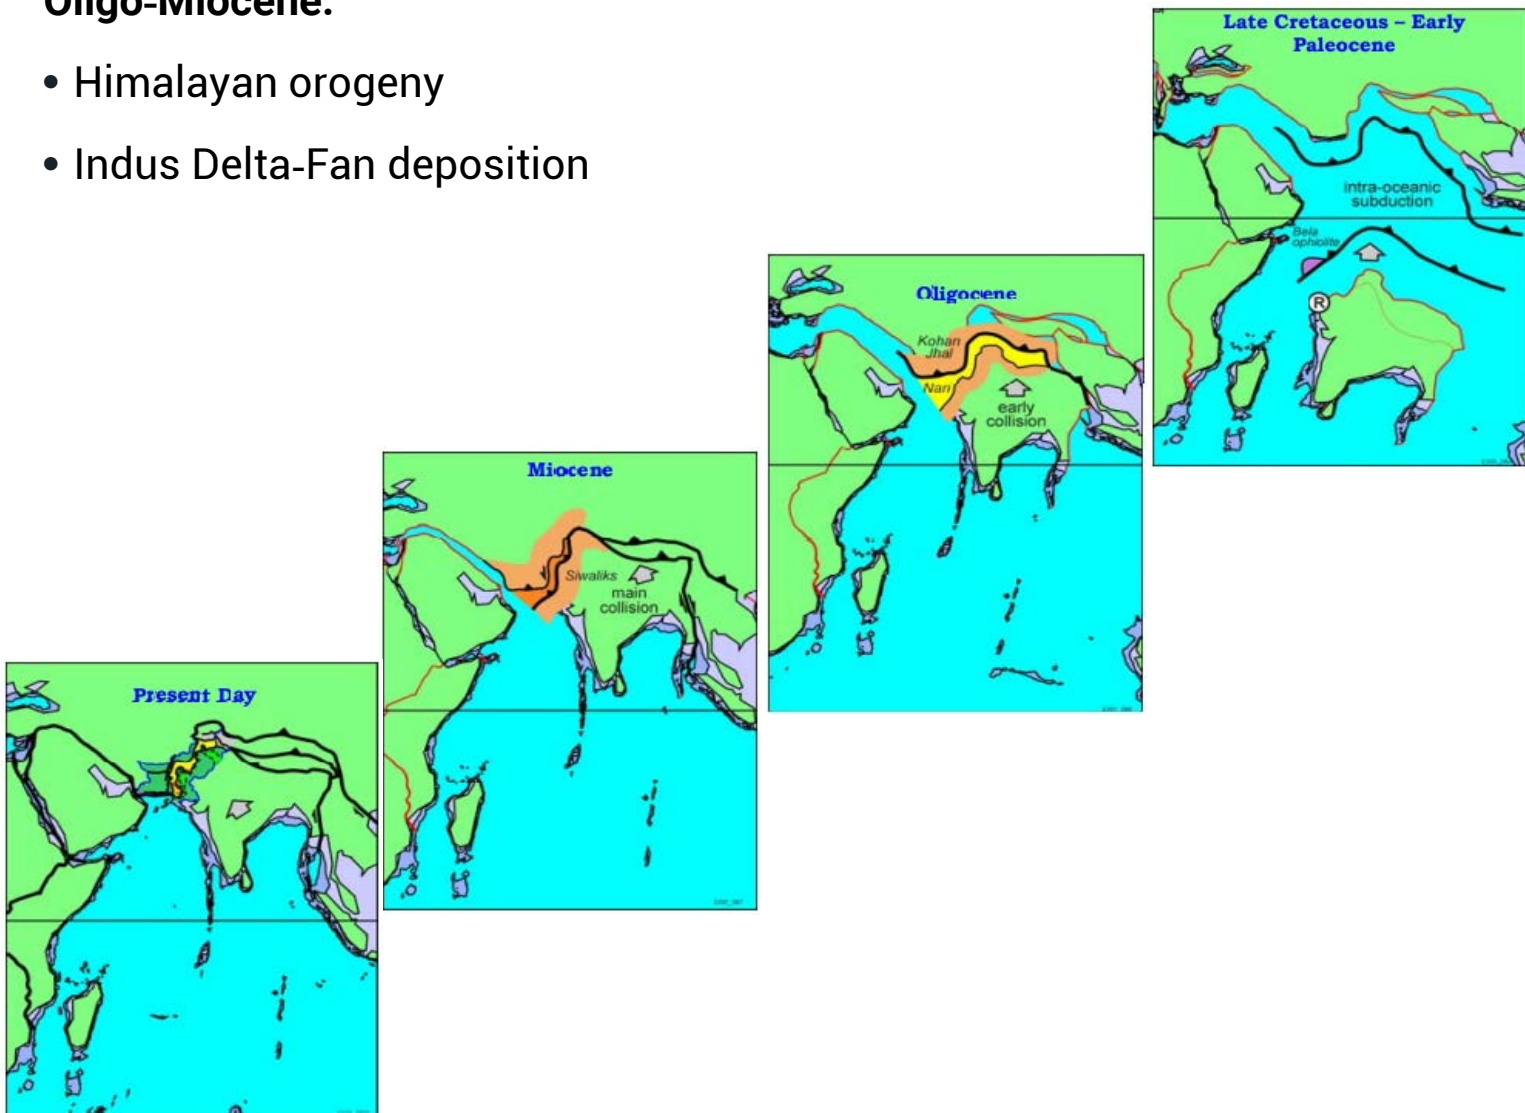 Oligo-Miocene:
• Himalayan orogeny
• Indus Delta-Fan deposition
Late Cretaceous – Early
Paleocene
intra-oceanic
subduction
Bela
ophiolite
R
Oligocene
Kohan
Jhal
Nari
early
collision
Miocene
Siwaliks
main
collision
Present Day